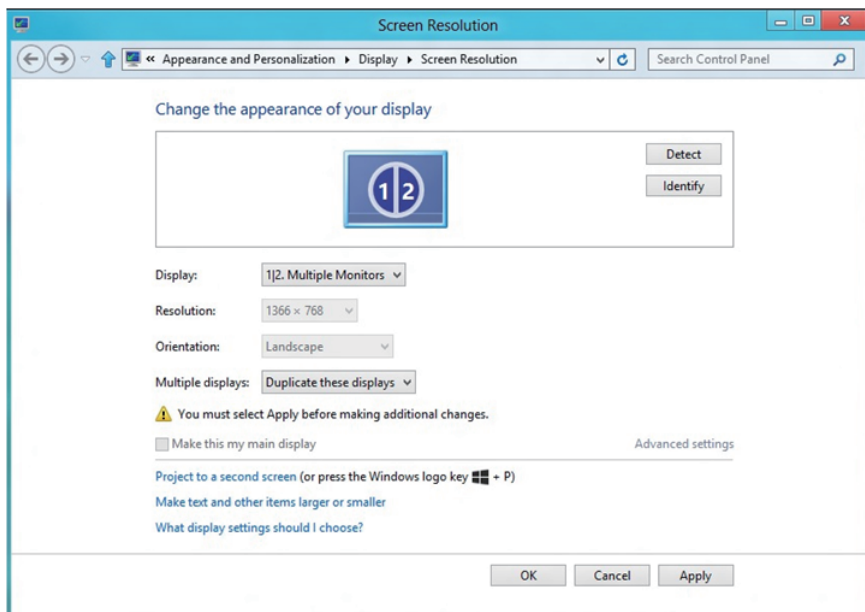 Screen Resolution
« Appearance and Personalization ▸ Display ▸ Screen Resolution
Search Control Panel
Change the appearance of your display
1|2
Detect
Identify
Display: 1|2. Multiple Monitors
Resolution: 1366 × 768
Orientation: Landscape
Multiple displays: Duplicate these displays
You must select Apply before making additional changes.
Make this my main display
Advanced settings
Project to a second screen (or press the Windows logo key + P)
Make text and other items larger or smaller
What display settings should I choose?
OK Cancel Apply